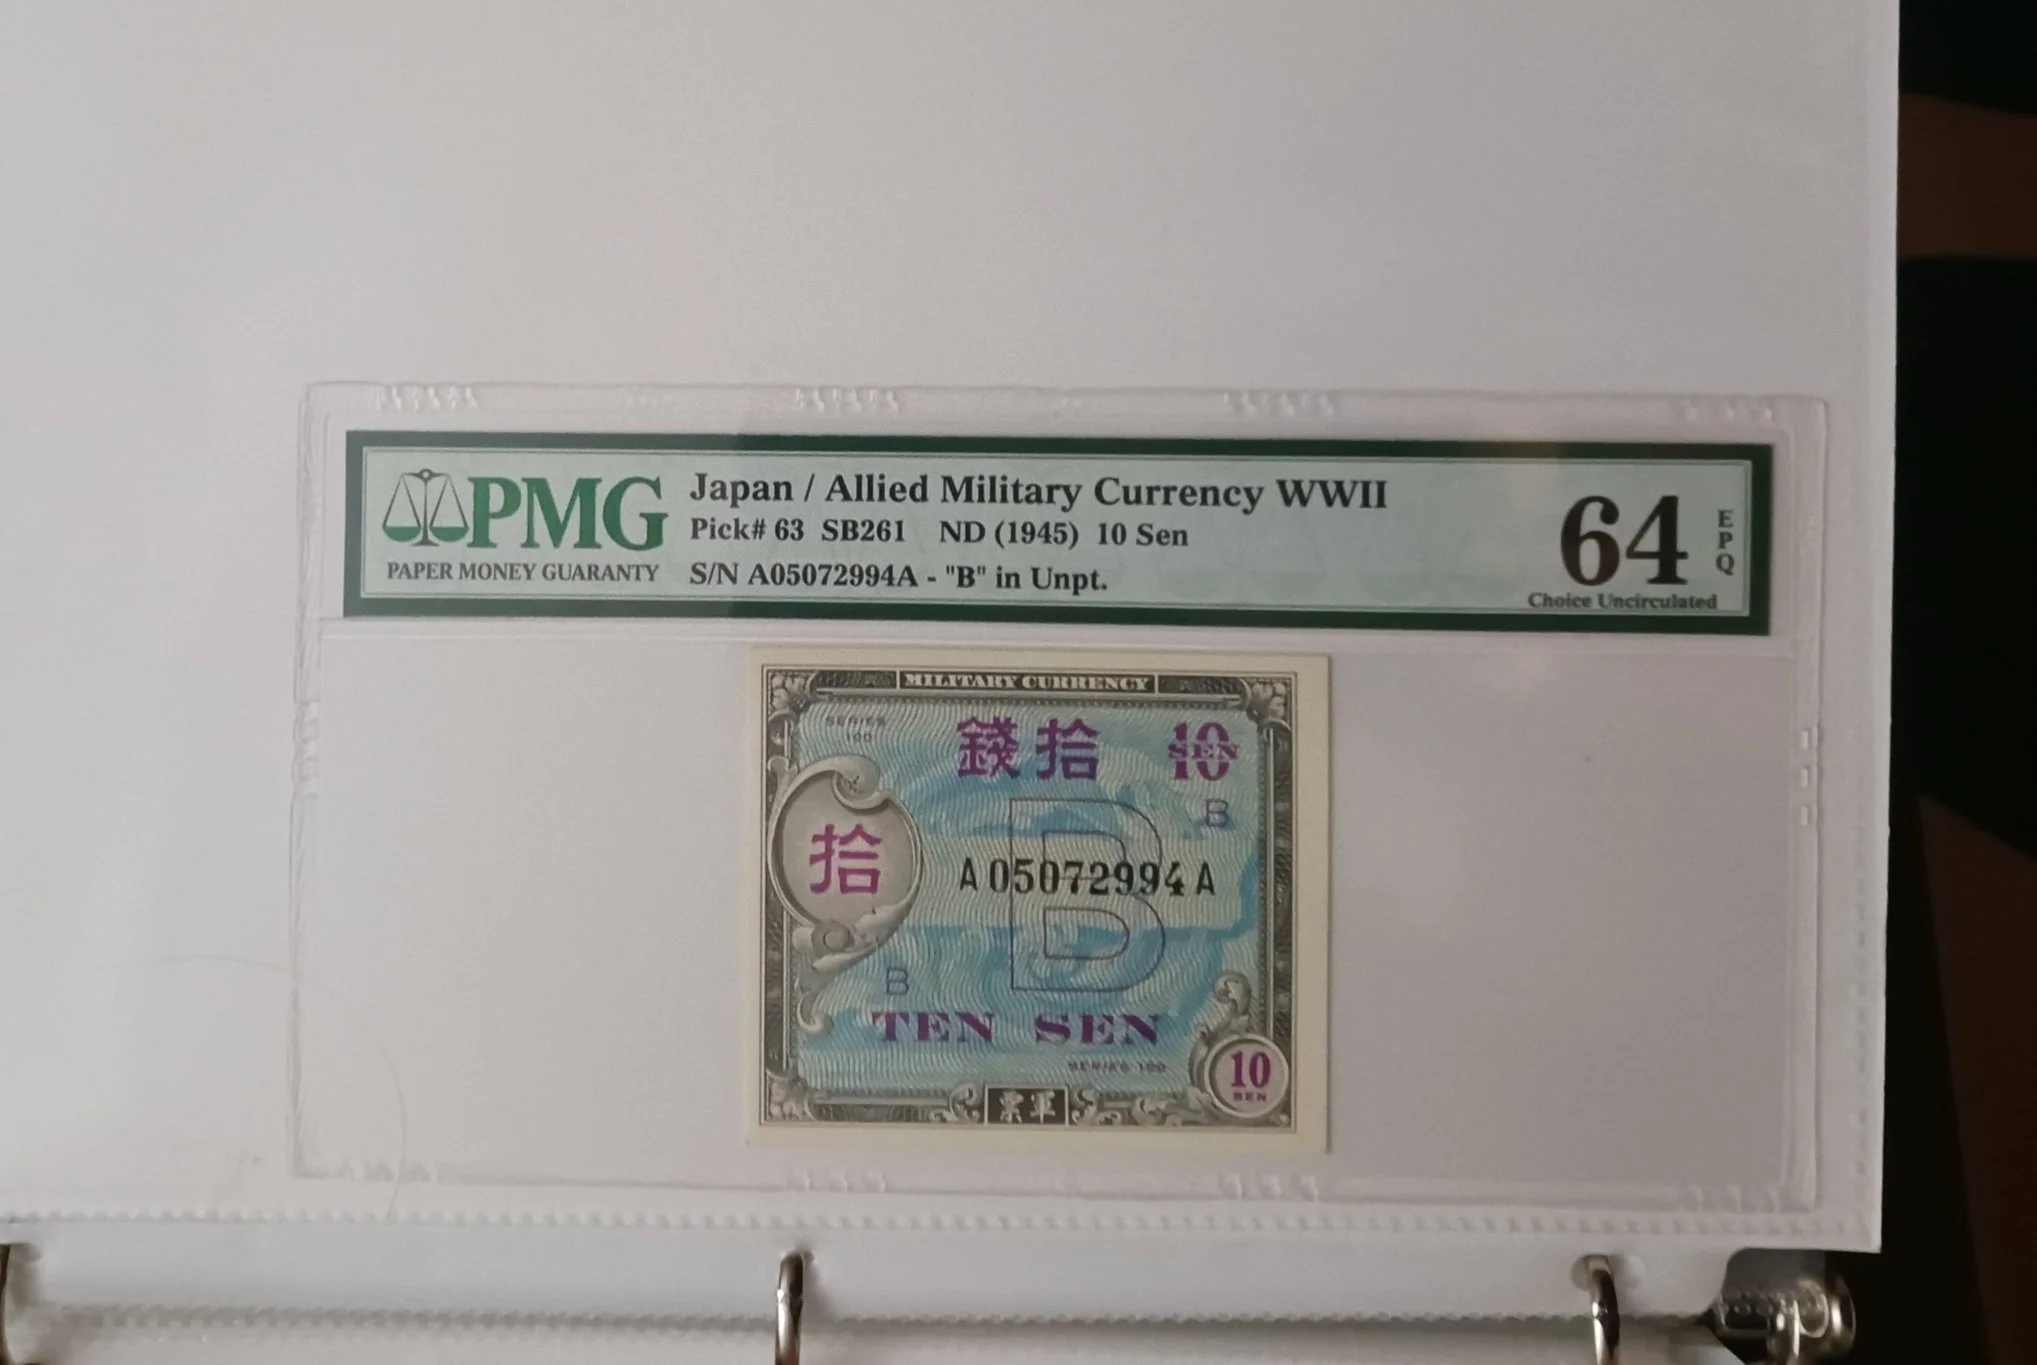 PMG
PAPER MONEY GUARANTY
Japan / Allied Military Currency WWII
Pick# 63 SB261 ND (1945) 10 Sen
S/N A05072994A - "B" in Unpt.
64
EPQ
Choice Uncirculated
MILITARY CURRENCY
SERIES
100
錢拾
10
SEN
B
拾
A05072994A
B
B
TEN SEN
SERIES 100
10
SEN
票軍